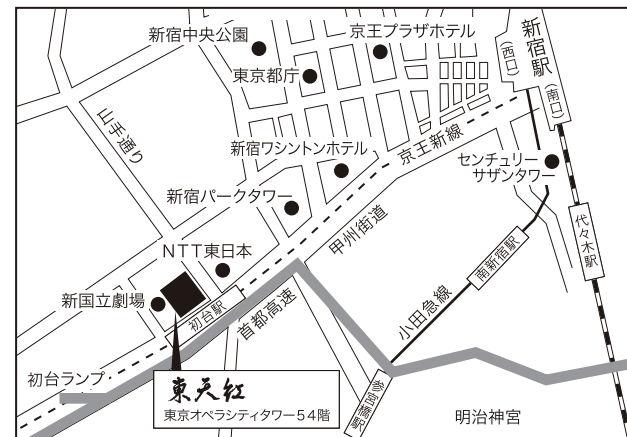 新宿中央公園
京王プラザホテル
新宿駅
(西口)
(南口)
東京都庁
山手通り
新宿ワシントンホテル
京王新線
センチュリー
サザンタワー
新宿パークタワー
甲州街道
代々木駅
NTT東日本
南新宿駅
新国立劇場
初台駅
首都高速
小田急線
初台ランプ
東天紅
東京オペラシティタワー54階
参宮橋駅
明治神宮